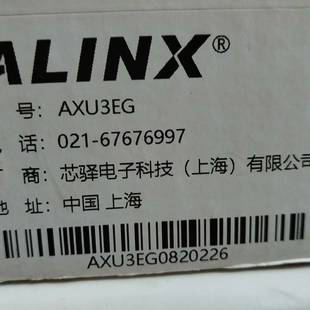 ALINX®
号: AXU3EG
话: 021-67676997
商: 芯驿电子科技（上海）有限公司
地 址: 中国 上海
AXU3EG0820226